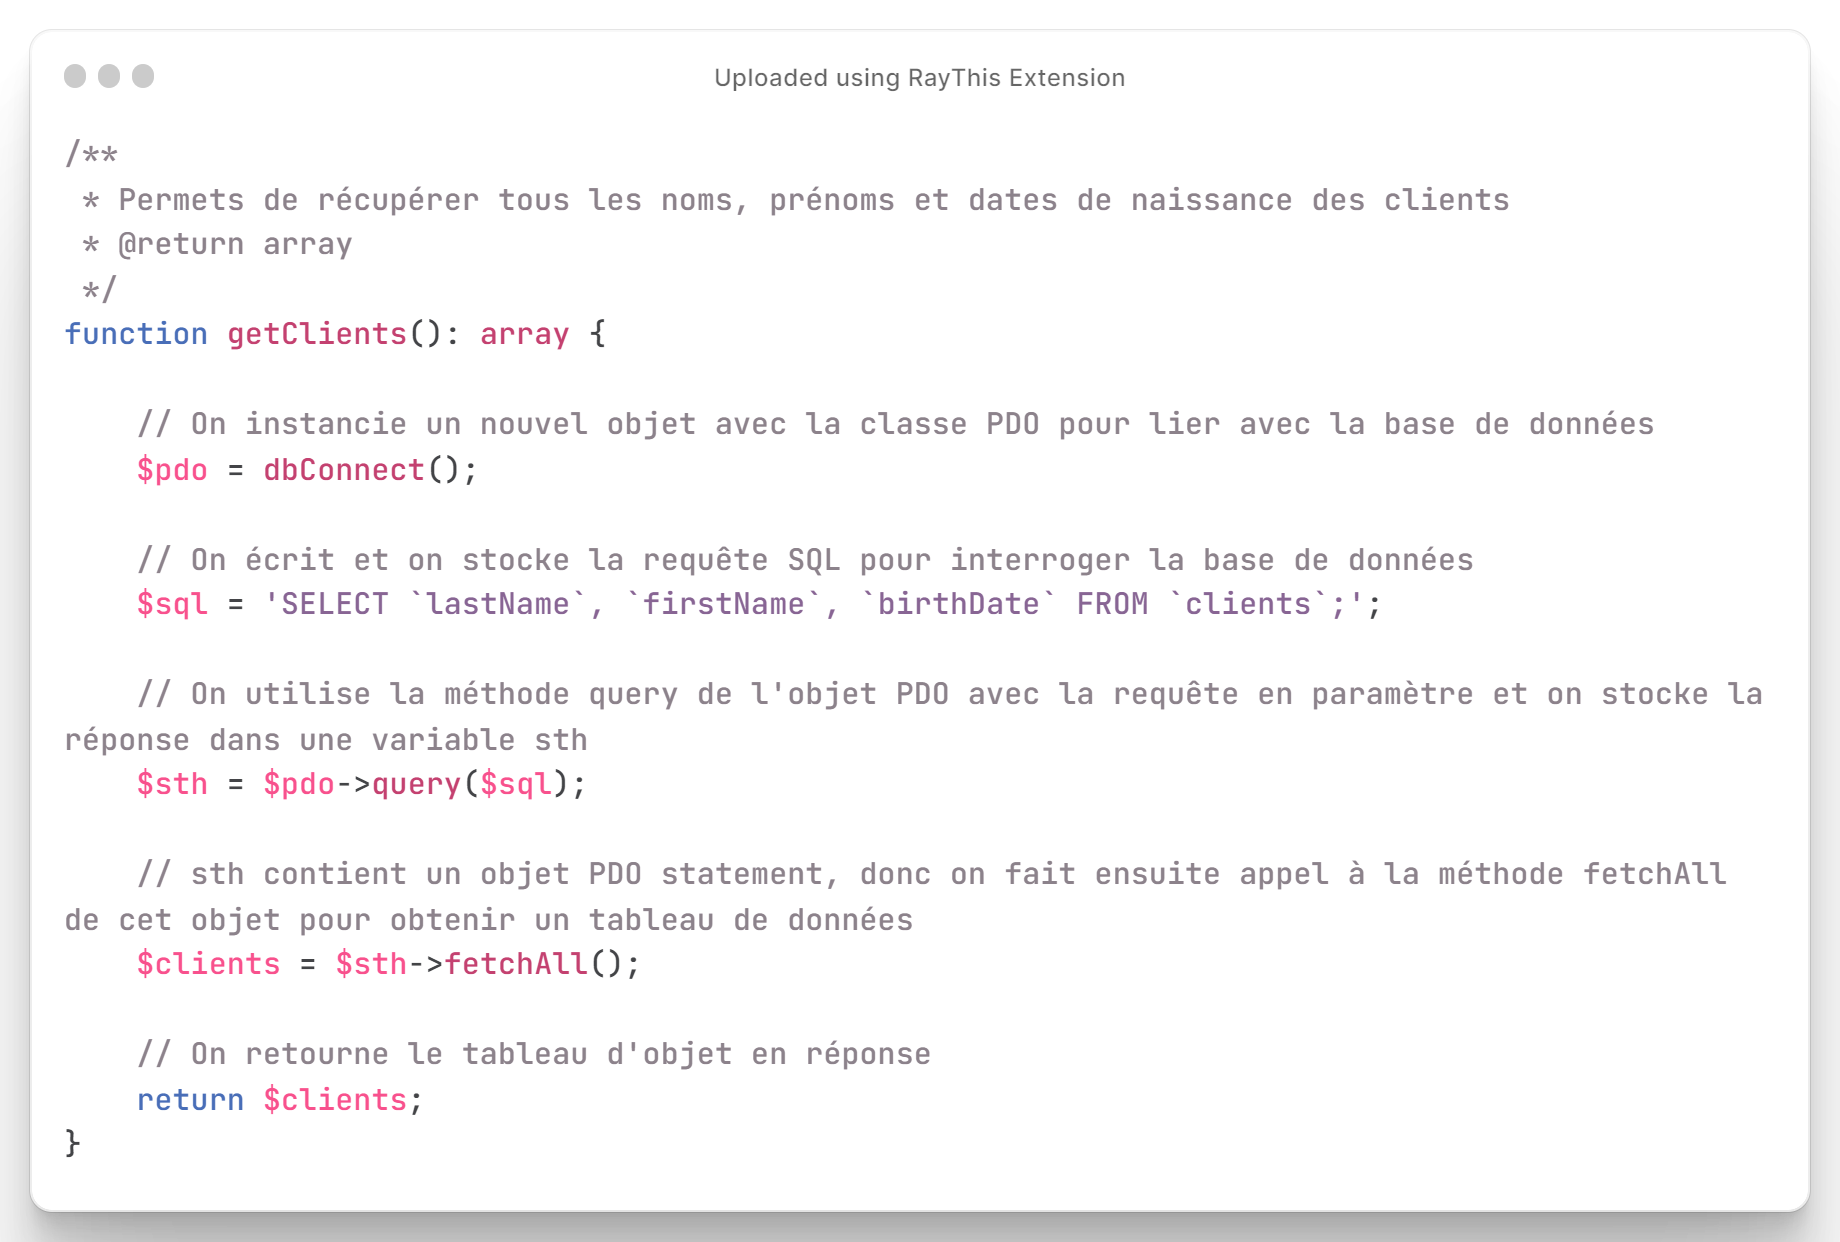 Uploaded using RayThis Extension
/**
 * Permets de récupérer tous les noms, prénoms et dates de naissance des clients
 * @return array
 */
function getClients(): array {
    // On instancie un nouvel objet avec la classe PDO pour lier avec la base de données
    $pdo = dbConnect();
    // On écrit et on stocke la requête SQL pour interroger la base de données
    $sql = 'SELECT `lastName`, `firstName`, `birthDate` FROM `clients`;';
    // On utilise la méthode query de l'objet PDO avec la requête en paramètre et on stocke la
réponse dans une variable sth
    $sth = $pdo->query($sql);
    // sth contient un objet PDO statement, donc on fait ensuite appel à la méthode fetchAll
de cet objet pour obtenir un tableau de données
    $clients = $sth->fetchAll();
    // On retourne le tableau d'objet en réponse
    return $clients;
}